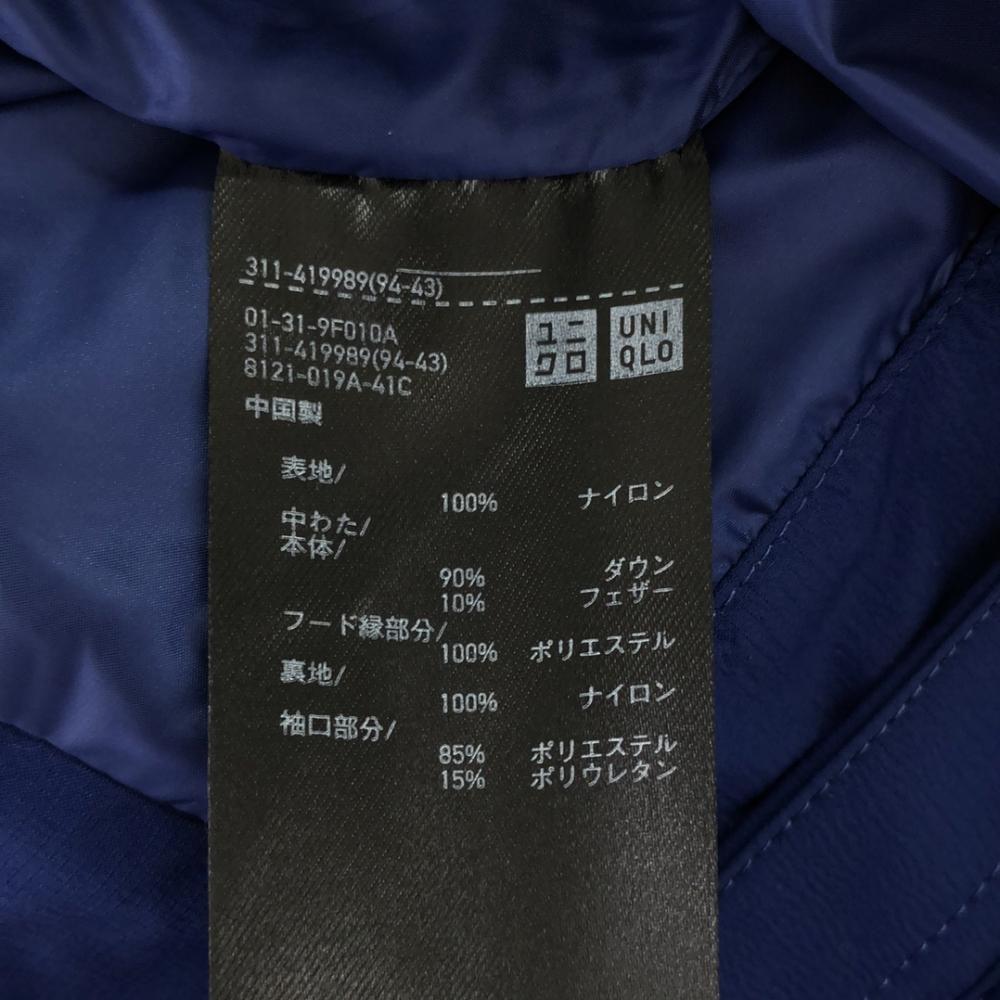 311-419989(94-43)
01-31-9F010A
311-419989(94-43)
8121-019A-41C
中国製
ユニ
クロ
UNI
QLO
表地/
100% ナイロン
中わた/
本体/
90% ダウン
10% フェザー
フード縁部分/
100% ポリエステル
裏地/
100% ナイロン
袖口部分/
85% ポリエステル
15% ポリウレタン